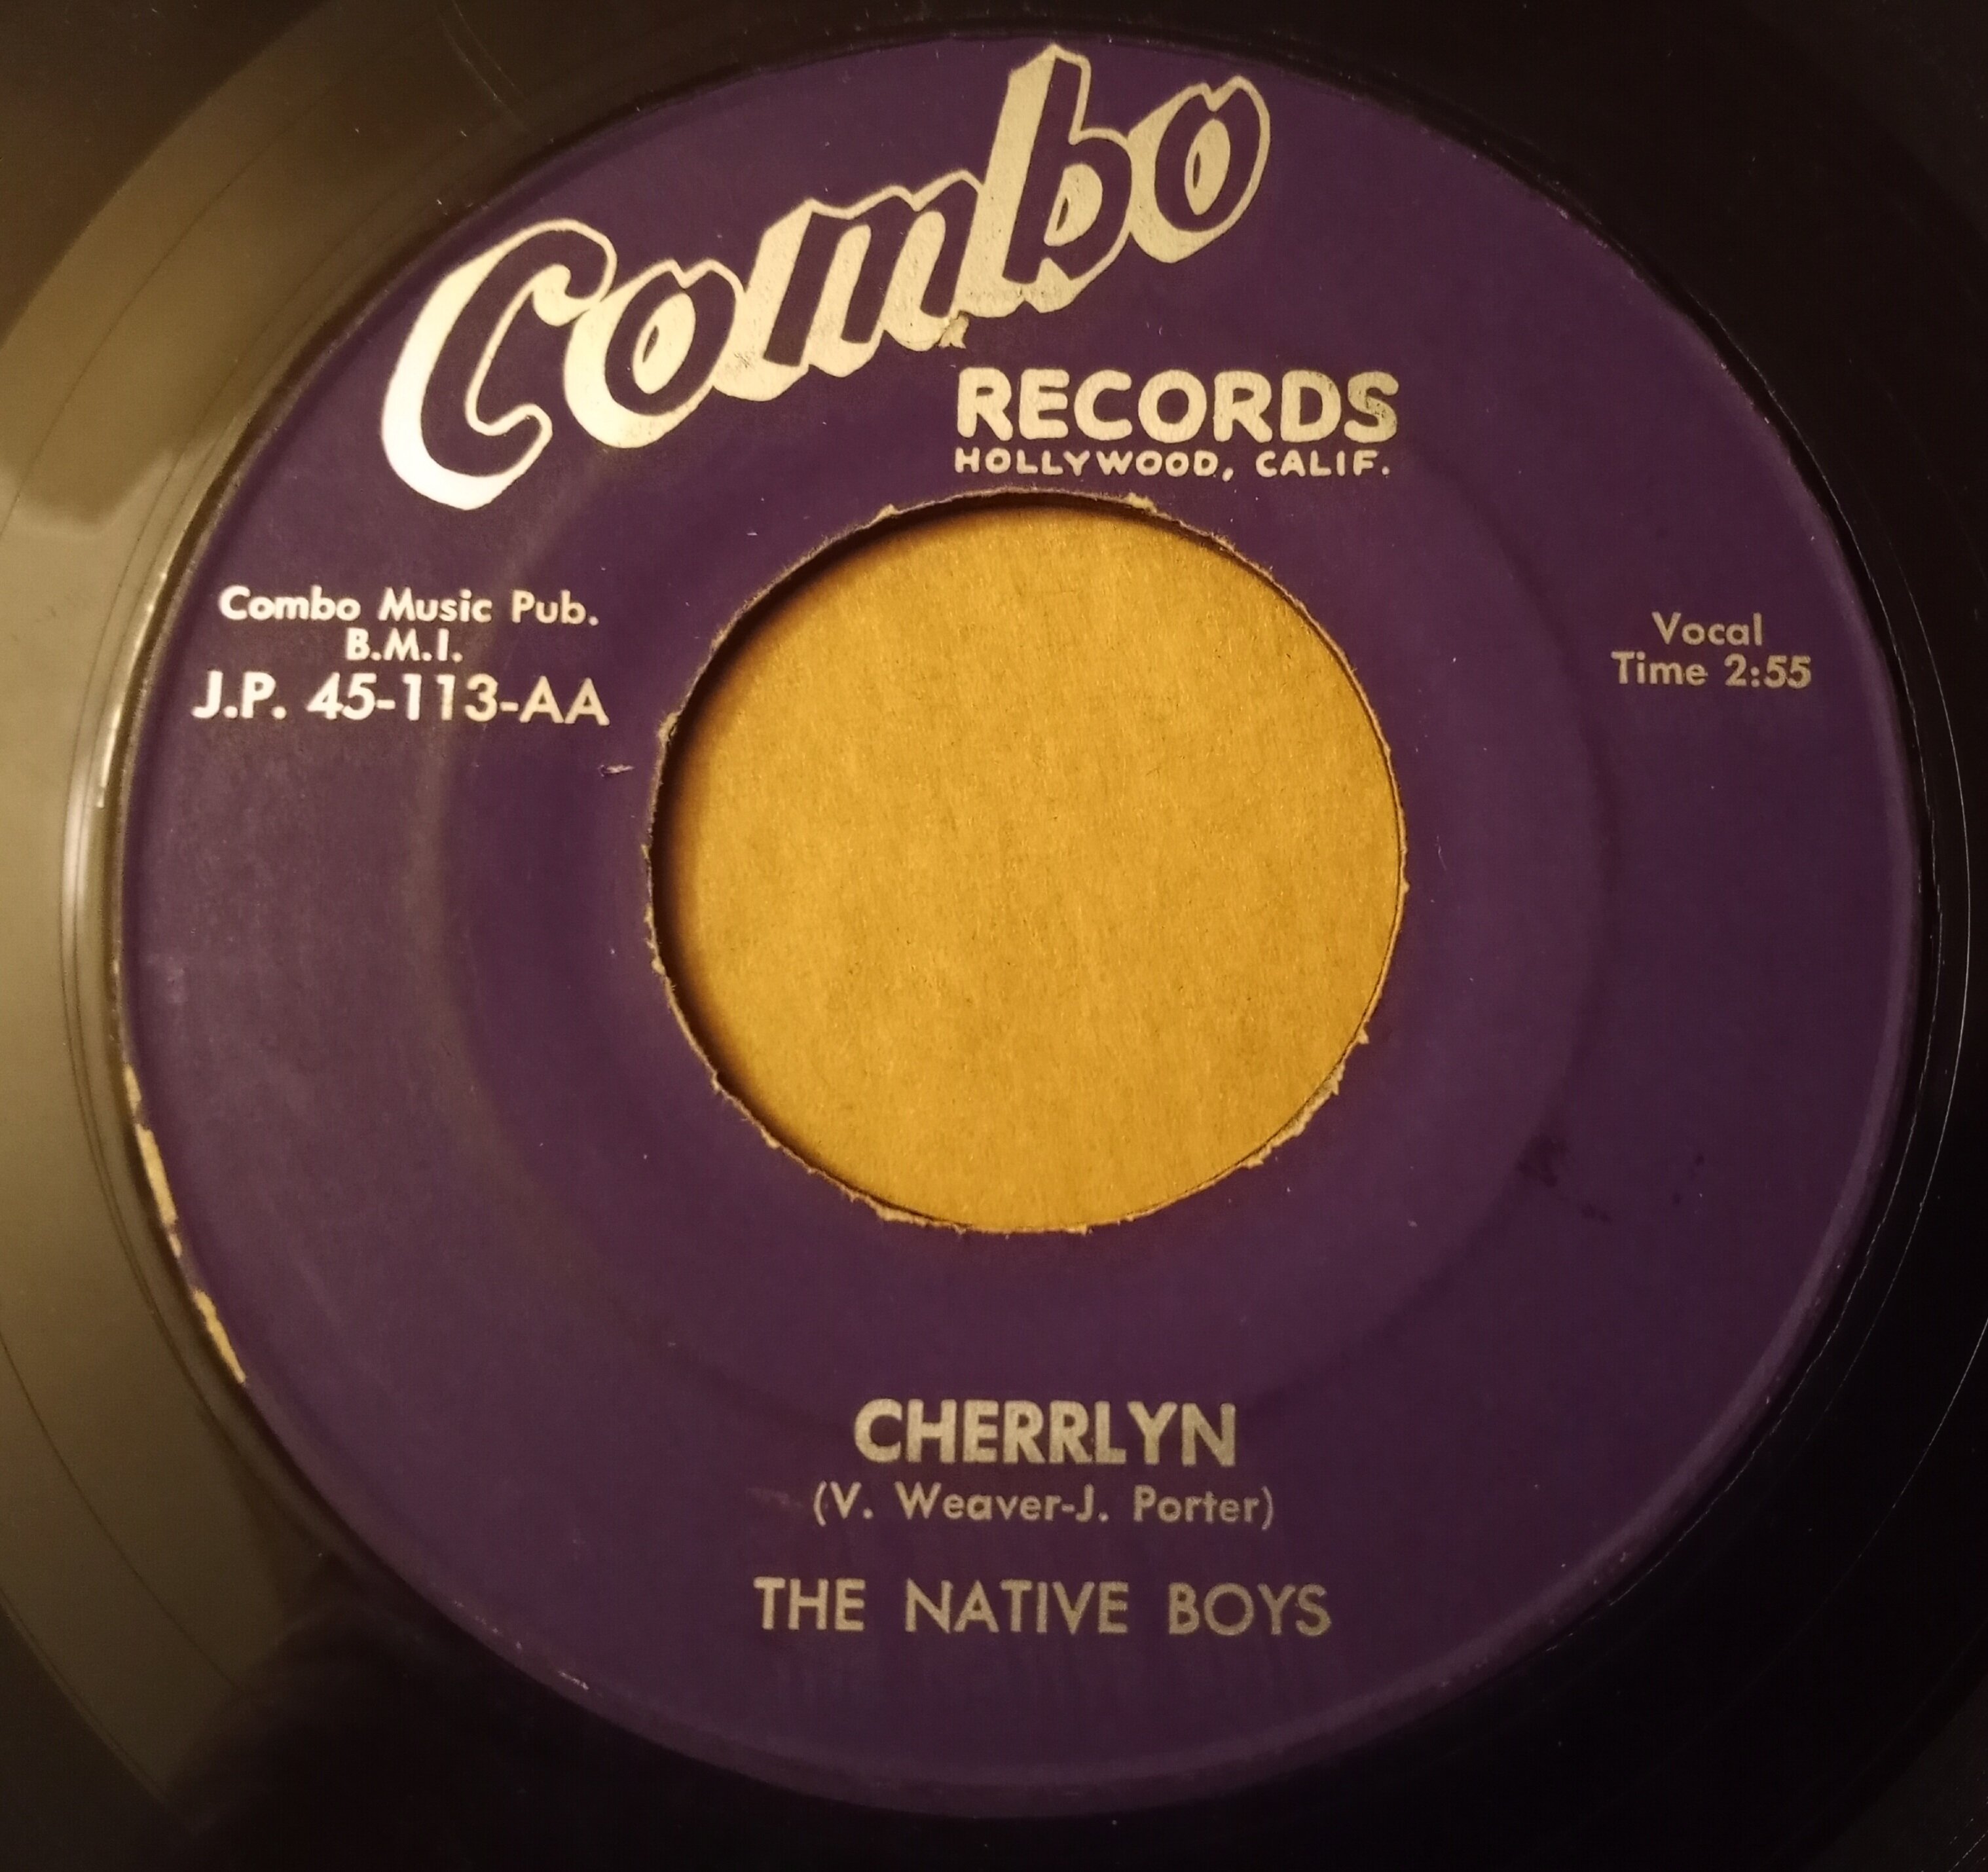 Combo
RECORDS
HOLLYWOOD, CALIF.
Combo Music Pub.
B.M.I.
J.P. 45-113-AA
Vocal
Time 2:55
CHERRLYN
(V. Weaver-J. Porter)
THE NATIVE BOYS